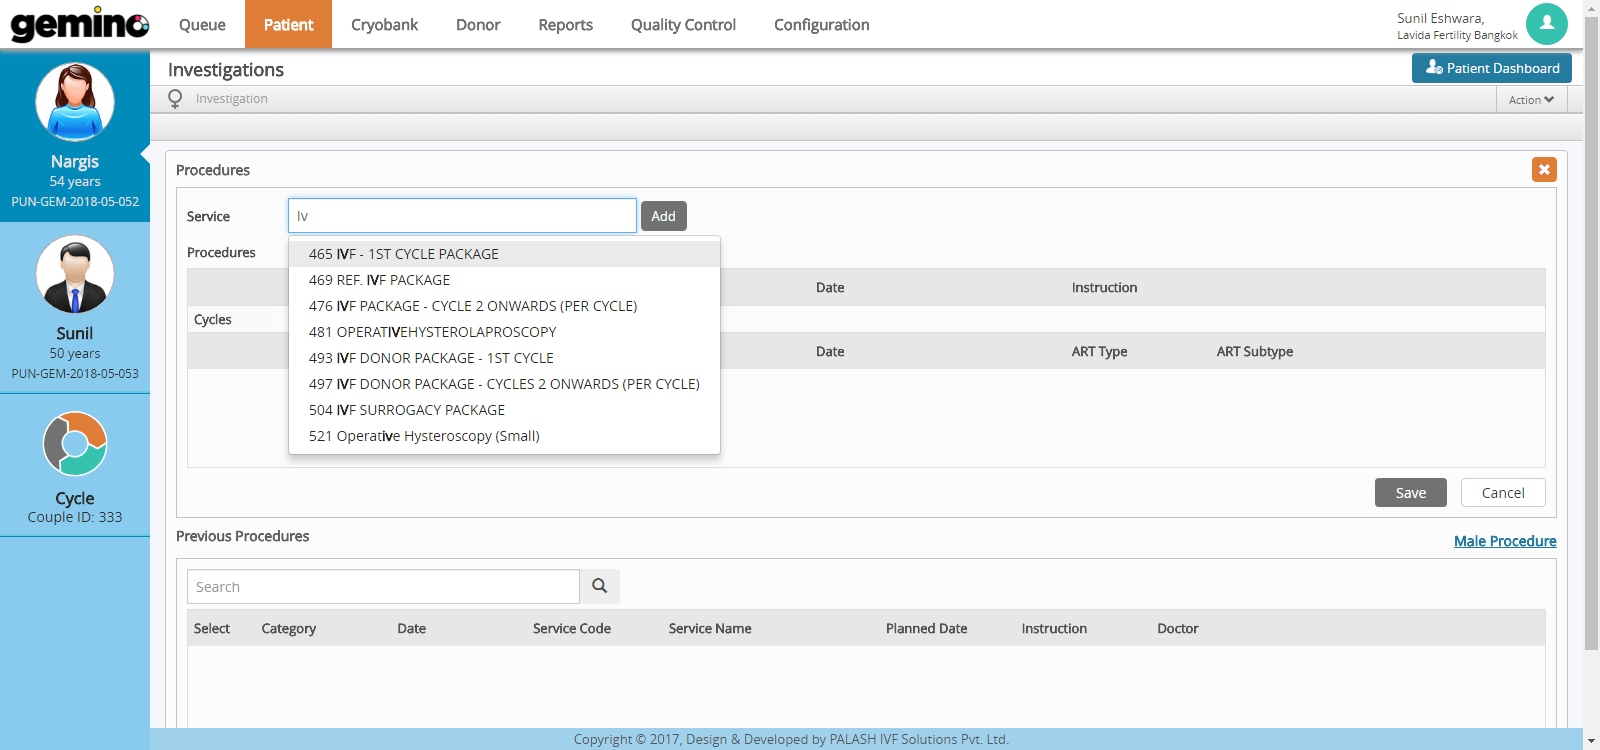 gemino Queue Patient Cryobank Donor Reports Quality Control Configuration
Sunil Eshwara,
Lavida Fertility Bangkok
Nargis
54 years
PUN-GEM-2018-05-052
Sunil
50 years
PUN-GEM-2018-05-053
Cycle
Couple ID: 333
Investigations
Patient Dashboard
Investigation
Action
Procedures
Service Iv Add
465 IVF - 1ST CYCLE PACKAGE
469 REF. IVF PACKAGE
476 IVF PACKAGE - CYCLE 2 ONWARDS (PER CYCLE)
481 OPERATIVEHYSTEROLAPROSCOPY
493 IVF DONOR PACKAGE - 1ST CYCLE
497 IVF DONOR PACKAGE - CYCLES 2 ONWARDS (PER CYCLE)
504 IVF SURROGACY PACKAGE
521 Operative Hysteroscopy (Small)
Procedures
Date Instruction
Cycles
Date ART Type ART Subtype
Save Cancel
Previous Procedures
Male Procedure
Search
Select Category Date Service Code Service Name Planned Date Instruction Doctor
Copyright © 2017, Design & Developed by PALASH IVF Solutions Pvt. Ltd.